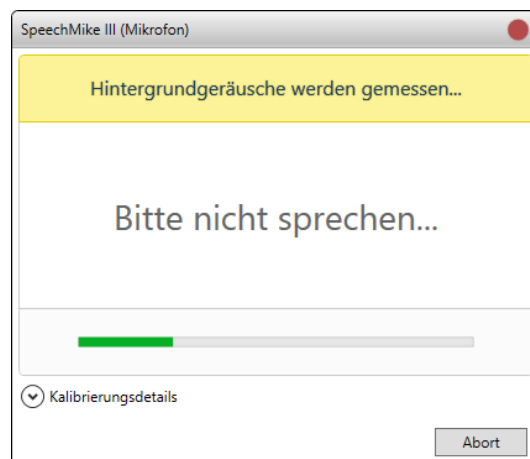 SpeechMike III (Mikrofon)
Hintergrundgeräusche werden gemessen...
Bitte nicht sprechen...
Kalibrierungsdetails
Abort